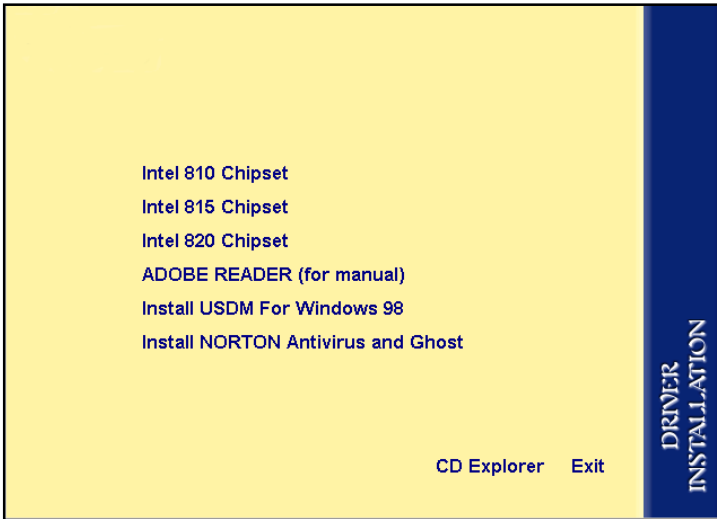 Intel 810 Chipset
Intel 815 Chipset
Intel 820 Chipset
ADOBE READER (for manual)
Install USDM For Windows 98
Install NORTON Antivirus and Ghost
CD Explorer Exit
DRIVER
INSTALLATION